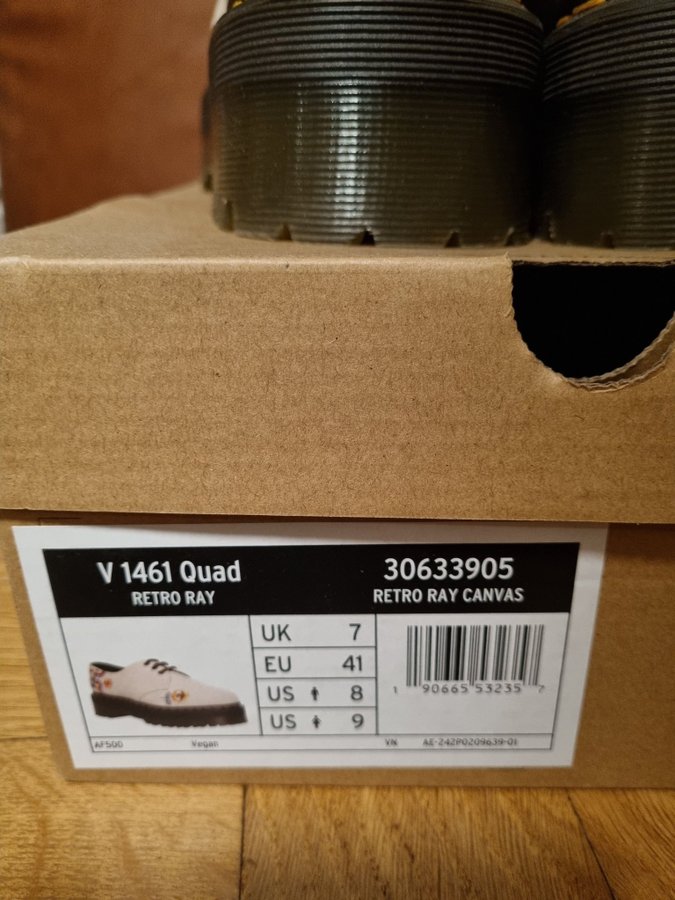 V 1461 Quad
RETRO RAY
30633905
RETRO RAY CANVAS
UK 7
EU 41
US 8
US 9
1 90665 53235 7
AF500 Vegan VN AE-242P0209639-01